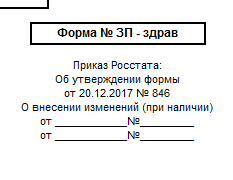 Форма № ЗП - здрав
Приказ Росстата:
Об утверждении формы
от 20.12.2017 № 846
О внесении изменений (при наличии)
от ____________№_________
от ____________№_________